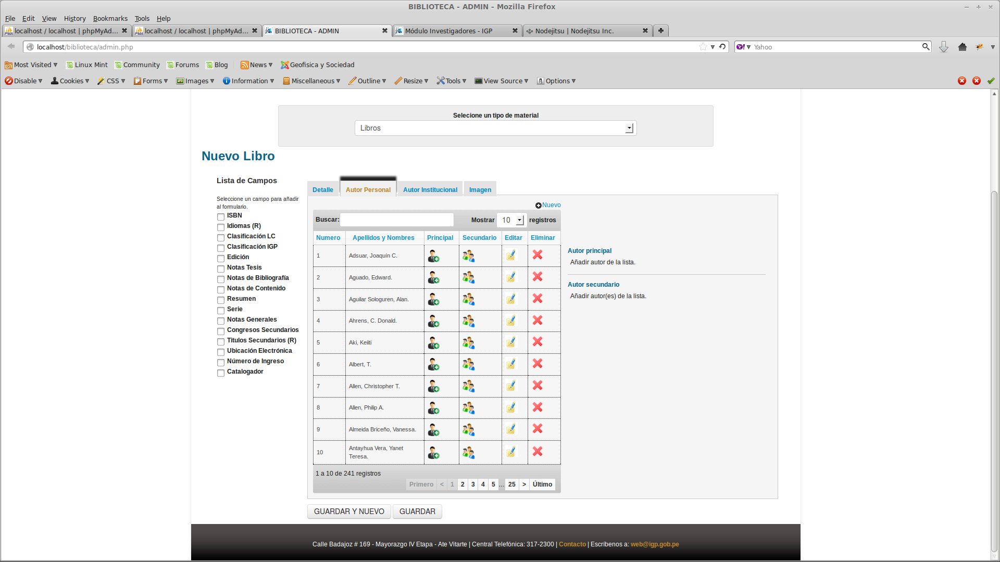 BIBLIOTECA - ADMIN - Mozilla Firefox
File Edit View History Bookmarks Tools Help
localhost / localhost | phpMyAd... localhost / localhost | phpMyAd... BIBLIOTECA - ADMIN Módulo Investigadores - IGP Nodejitsu | Nodejitsu Inc.
localhost/biblioteca/admin.php Yahoo
Most Visited Linux Mint Community Forums Blog News Geofisica y Sociedad
Disable Cookies CSS Forms Images Information Miscellaneous Outline Resize Tools View Source Options
Selecione un tipo de material
Libros
Nuevo Libro
Lista de Campos
Seleccione un campo para añadir
al formulario.
ISBN
Idiomas (R)
Clasificación LC
Clasificación IGP
Edición
Notas Tesis
Notas de Bibliografía
Notas de Contenido
Resumen
Serie
Notas Generales
Congresos Secundarios
Titulos Secundarios (R)
Ubicación Electrónica
Número de Ingreso
Catalogador
Detalle Autor Personal Autor Institucional Imagen
Nuevo
Buscar: Mostrar 10 registros
Numero Apellidos y Nombres Principal Secundario Editar Eliminar
1 Adsuar, Joaquín C.
2 Aguado, Edward.
3 Aguilar Sologuren, Alan.
4 Ahrens, C. Donald.
5 Aki, Keiiti
6 Albert, T.
7 Allen, Christopher T.
8 Allen, Philip A.
9 Almeida Briceño, Vanessa.
10 Antayhua Vera, Yanet
Teresa.
1 a 10 de 241 registros
Primero < 1 2 3 4 5 ... 25 > Último
Autor principal
Añadir autor de la lista.
Autor secundario
Añadir autor(es) de la lista.
GUARDAR Y NUEVO GUARDAR
Calle Badajoz # 169 - Mayorazgo IV Etapa - Ate Vitarte | Central Telefónica: 317-2300 | Contacto | Escríbenos a: web@igp.gob.pe